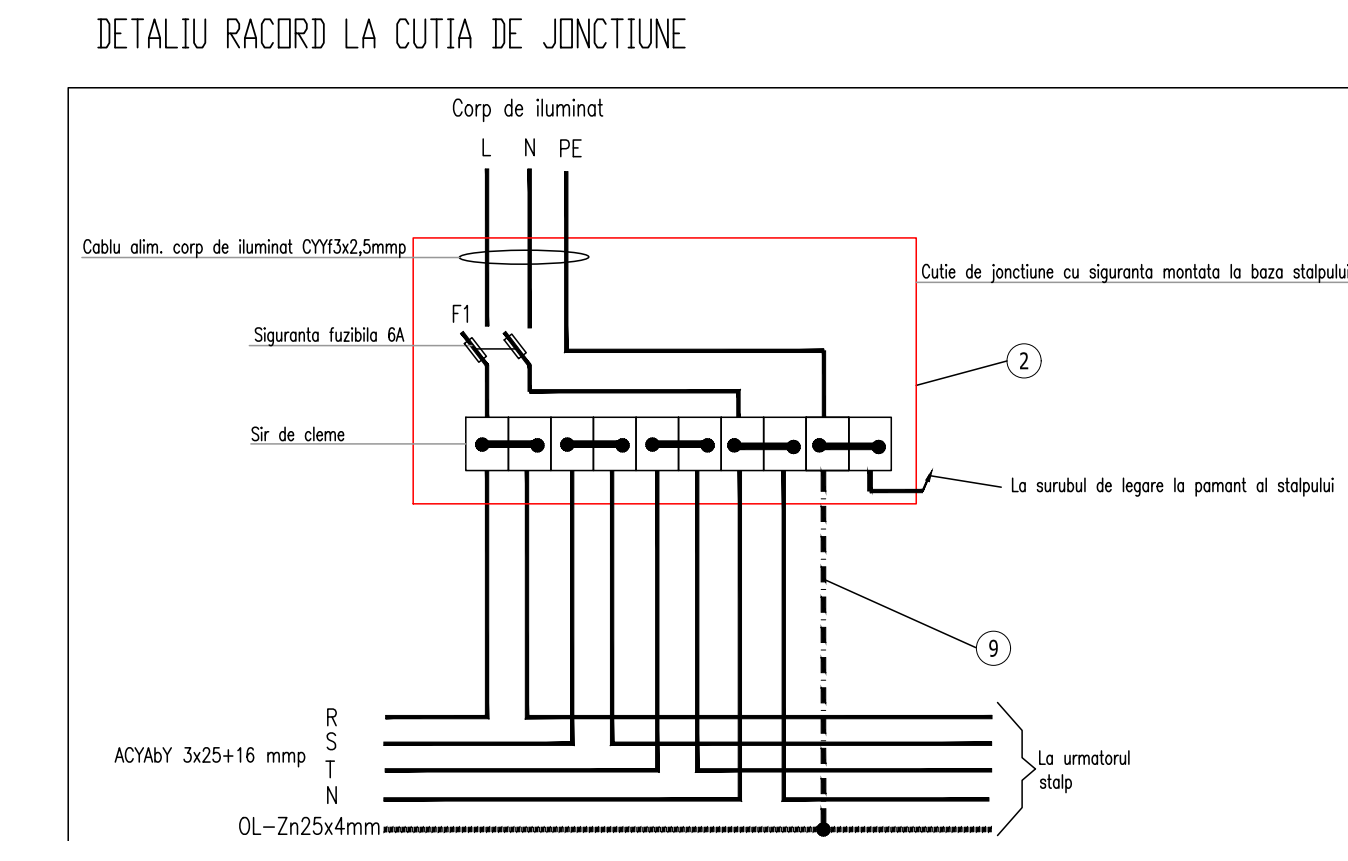 DETALIU RACORD LA CUTIA DE JONCTIUNE
Corp de iluminat
L N PE
Cablu alim. corp de iluminat CYYf3x2,5mmp
Cutie de jonctiune cu siguranta montata la baza stalpului
F1
Siguranta fuzibila 6A
2
Sir de cleme
La surubul de legare la pamant al stalpului
9
R
S
ACYAbY 3x25+16 mmp
T
N
La urmatorul
stalp
OL-Zn25x4mm